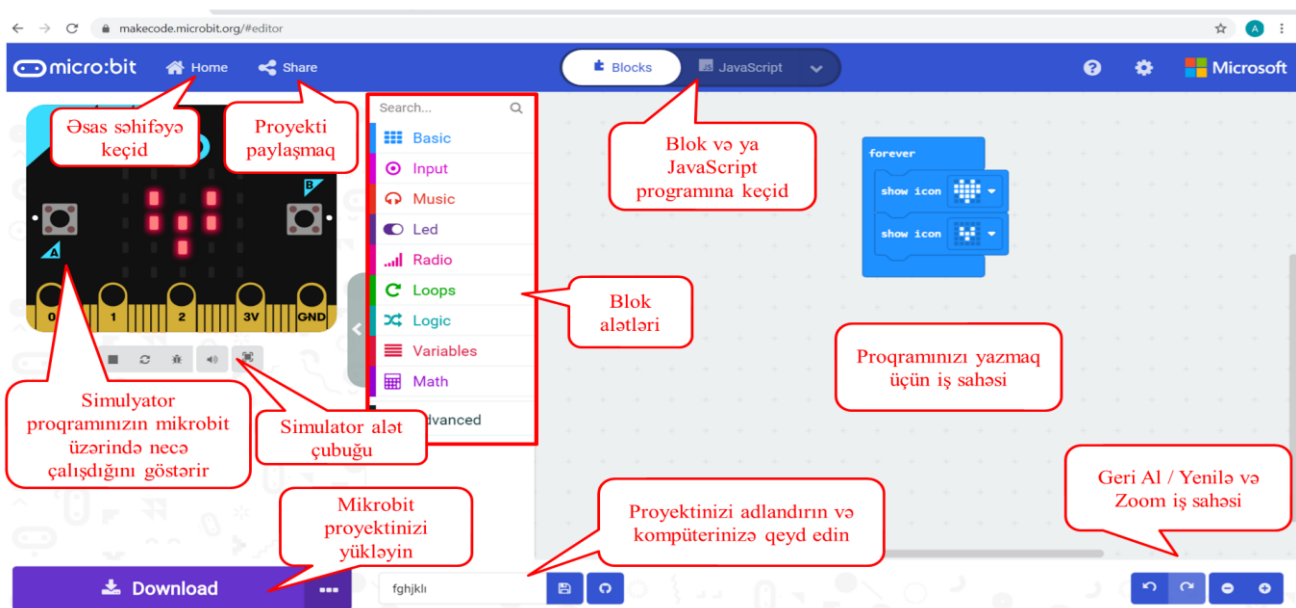 makecode.microbit.org/#editor
A
micro:bit
Home
Share
Blocks
JavaScript
Microsoft
Əsas səhifəyə
keçid
Proyekti
paylaşmaq
Blok və ya
JavaScript
programına keçid
Search...
Basic
Input
Music
Led
Radio
Loops
Logic
Variables
Math
dvanced
B
A
0
1
2
3V
GND
forever
show icon
show icon
Blok
alətləri
Proqramınızı yazmaq
üçün iş sahəsi
Simulyator
proqramınızın mikrobit
üzərində necə
çalışdığını göstərir
Simulator alət
çubuğu
Mikrobit
proyektinizi
yükləyin
Proyektinizi adlandırın və
kompüterinizə qeyd edin
Geri Al / Yenilə və
Zoom iş sahəsi
Download
fghjklı